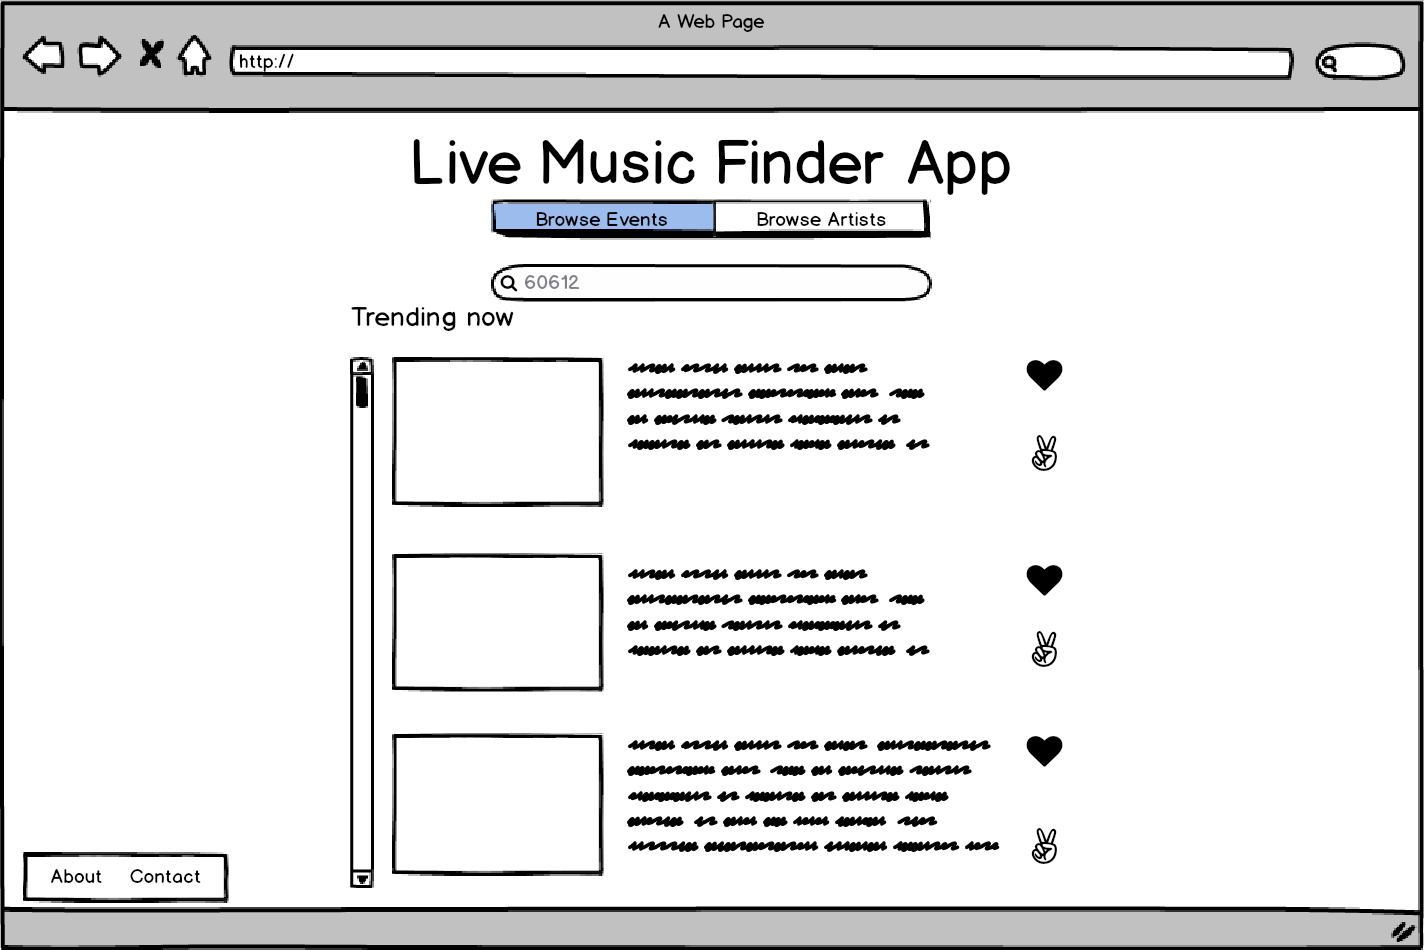 A Web Page
http://
Live Music Finder App
Browse Events Browse Artists
60612
Trending now
About Contact